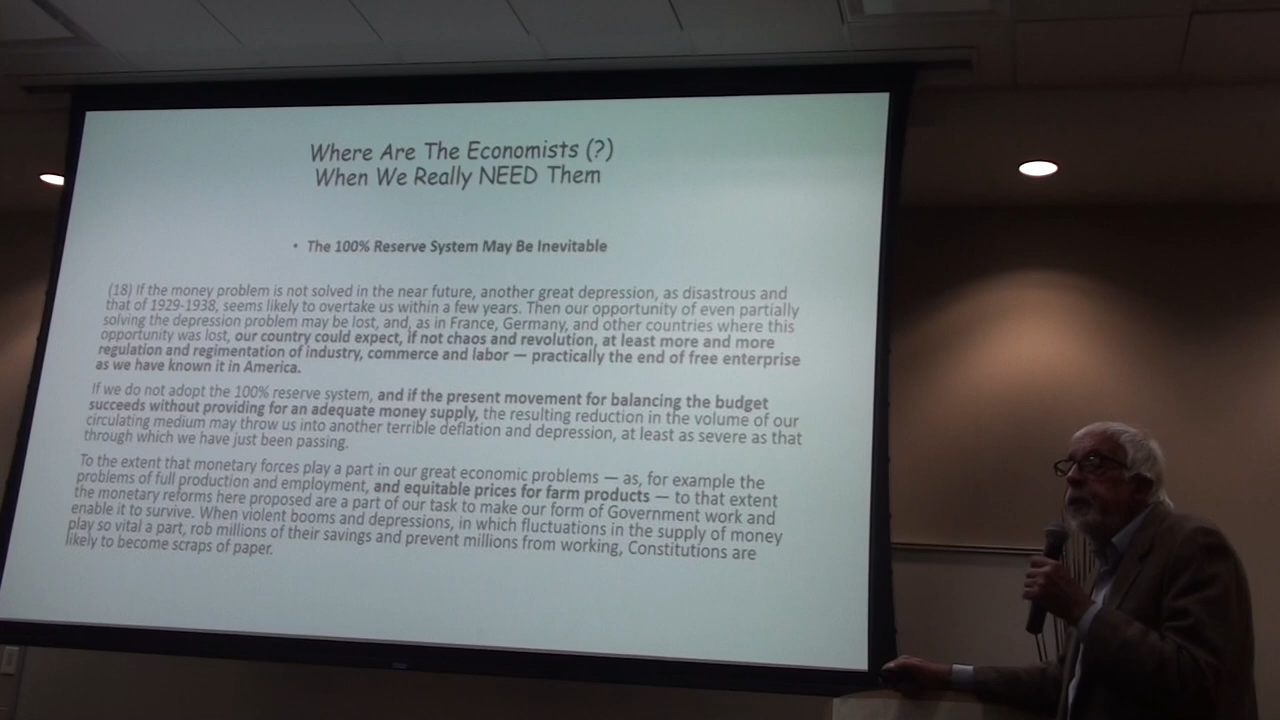 Where Are The Economists (?)
When We Really NEED Them
• The 100% Reserve System May Be Inevitable
(18) If the money problem is not solved in the near future, another great depression, as disastrous and
that of 1929-1938, seems likely to overtake us within a few years. Then our opportunity of even partially
solving the depression problem may be lost, and, as in France, Germany, and other countries where this
opportunity was lost, our country could expect, if not chaos and revolution, at least more and more
regulation and regimentation of industry, commerce and labor — practically the end of free enterprise
as we have known it in America.
If we do not adopt the 100% reserve system, and if the present movement for balancing the budget
succeeds without providing for an adequate money supply, the resulting reduction in the volume of our
circulating medium may throw us into another terrible deflation and depression, at least as severe as that
through which we have just been passing.
To the extent that monetary forces play a part in our great economic problems — as, for example the
problems of full production and employment, and equitable prices for farm products — to that extent
the monetary reforms here proposed are a part of our task to make our form of Government work and
enable it to survive. When violent booms and depressions, in which fluctuations in the supply of money
play so vital a part, rob millions of their savings and prevent millions from working, Constitutions are
likely to become scraps of paper.